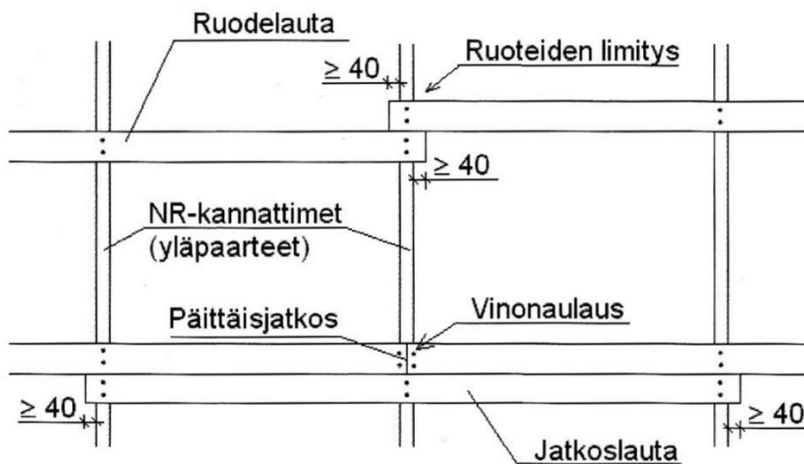 Ruodelauta
≥ 40
Ruoteiden limitys
≥ 40
NR-kannattimet
(yläpaarteet)
Päittäisjatkos
Vinonaulaus
≥ 40
≥ 40
Jatkoslauta